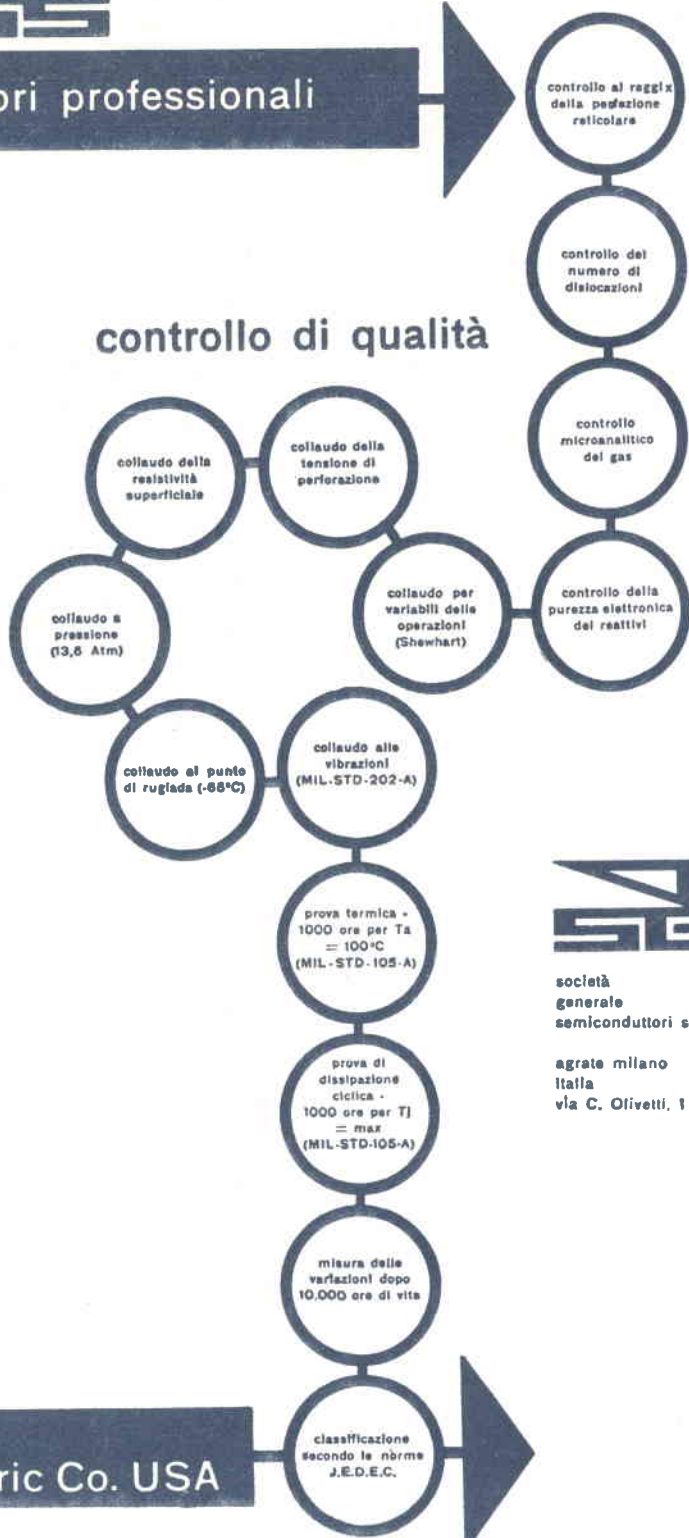 ori professionali
controllo ai raggi x
della perfezione
reticolare
controllo del
numero di
dislocazioni
controllo di qualità
controllo
microanalitico
dei gas
collaudo della
resistività
superficiale
collaudo della
tensione di
perforazione
collaudo per
variabili delle
operazioni
(Shewhart)
controllo della
purezza elettronica
dei reattivi
collaudo a
pressione
(13,6 Atm)
collaudo al punto
di rugiada (-65°C)
collaudo alle
vibrazioni
(MIL-STD-202-A)
prova termica -
1000 ore per Ta
= 100°C
(MIL-STD-105-A)
SGS
società
generale
semiconduttori s
agrate milano
italia
via C. Olivetti, 1
prova di
dissipazione
ciclica -
1000 ore per Tj
= max
(MIL-STD-105-A)
misura delle
variazioni dopo
10.000 ore di vita
classificazione
secondo le norme
J.E.D.E.C.
ric Co. USA